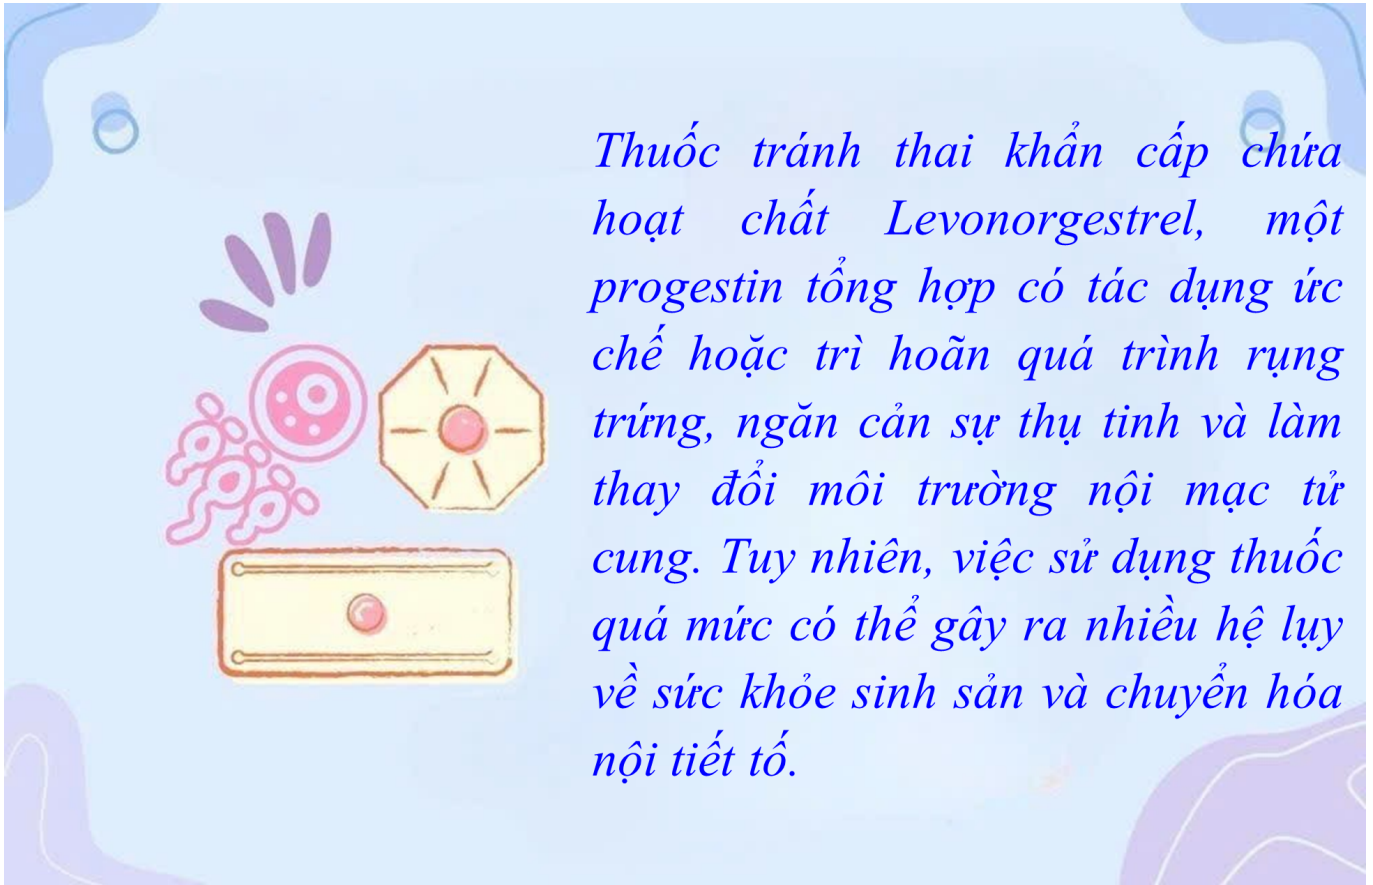 Thuốc tránh thai khẩn cấp chứa
hoạt chất Levonorgestrel, một
progestin tổng hợp có tác dụng ức
chế hoặc trì hoãn quá trình rụng
trứng, ngăn cản sự thụ tinh và làm
thay đổi môi trường nội mạc tử
cung. Tuy nhiên, việc sử dụng thuốc
quá mức có thể gây ra nhiều hệ lụy
về sức khỏe sinh sản và chuyển hóa
nội tiết tố.